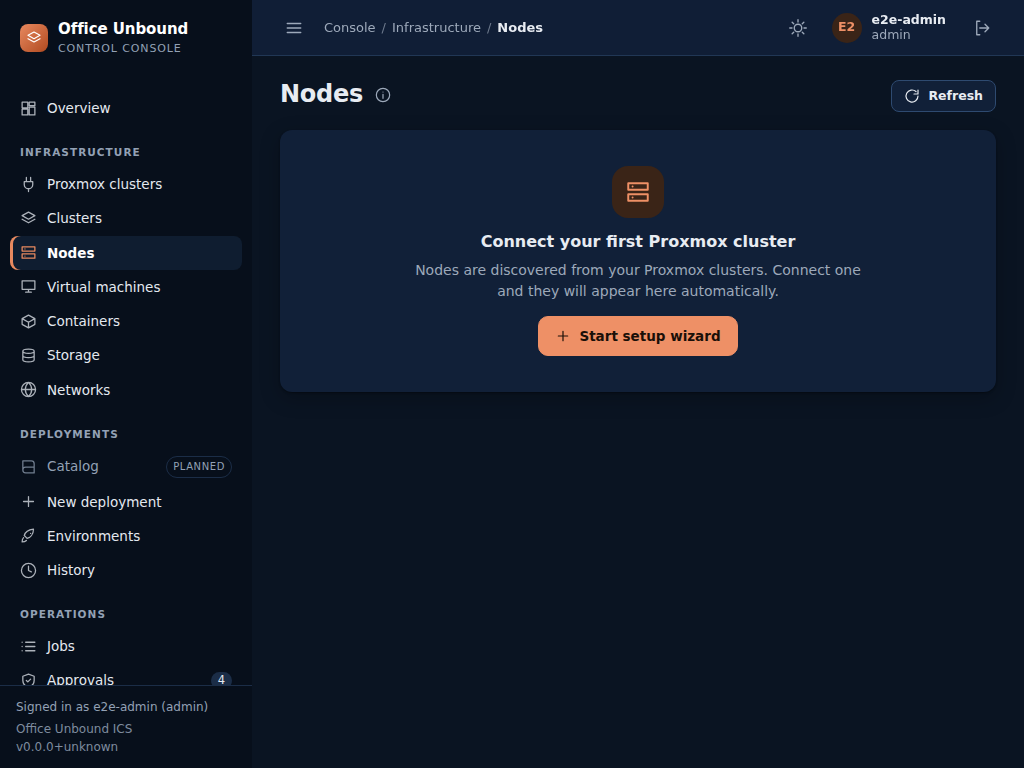 Office Unbound
CONTROL CONSOLE
Overview
INFRASTRUCTURE
Proxmox clusters
Clusters
Nodes
Virtual machines
Containers
Storage
Networks
DEPLOYMENTS
Catalog PLANNED
New deployment
Environments
History
OPERATIONS
Jobs
Approvals 4
Signed in as e2e-admin (admin)
Office Unbound ICS
v0.0.0+unknown
Console / Infrastructure / Nodes
E2 e2e-admin
admin
Nodes
Refresh
Connect your first Proxmox cluster
Nodes are discovered from your Proxmox clusters. Connect one
and they will appear here automatically.
Start setup wizard